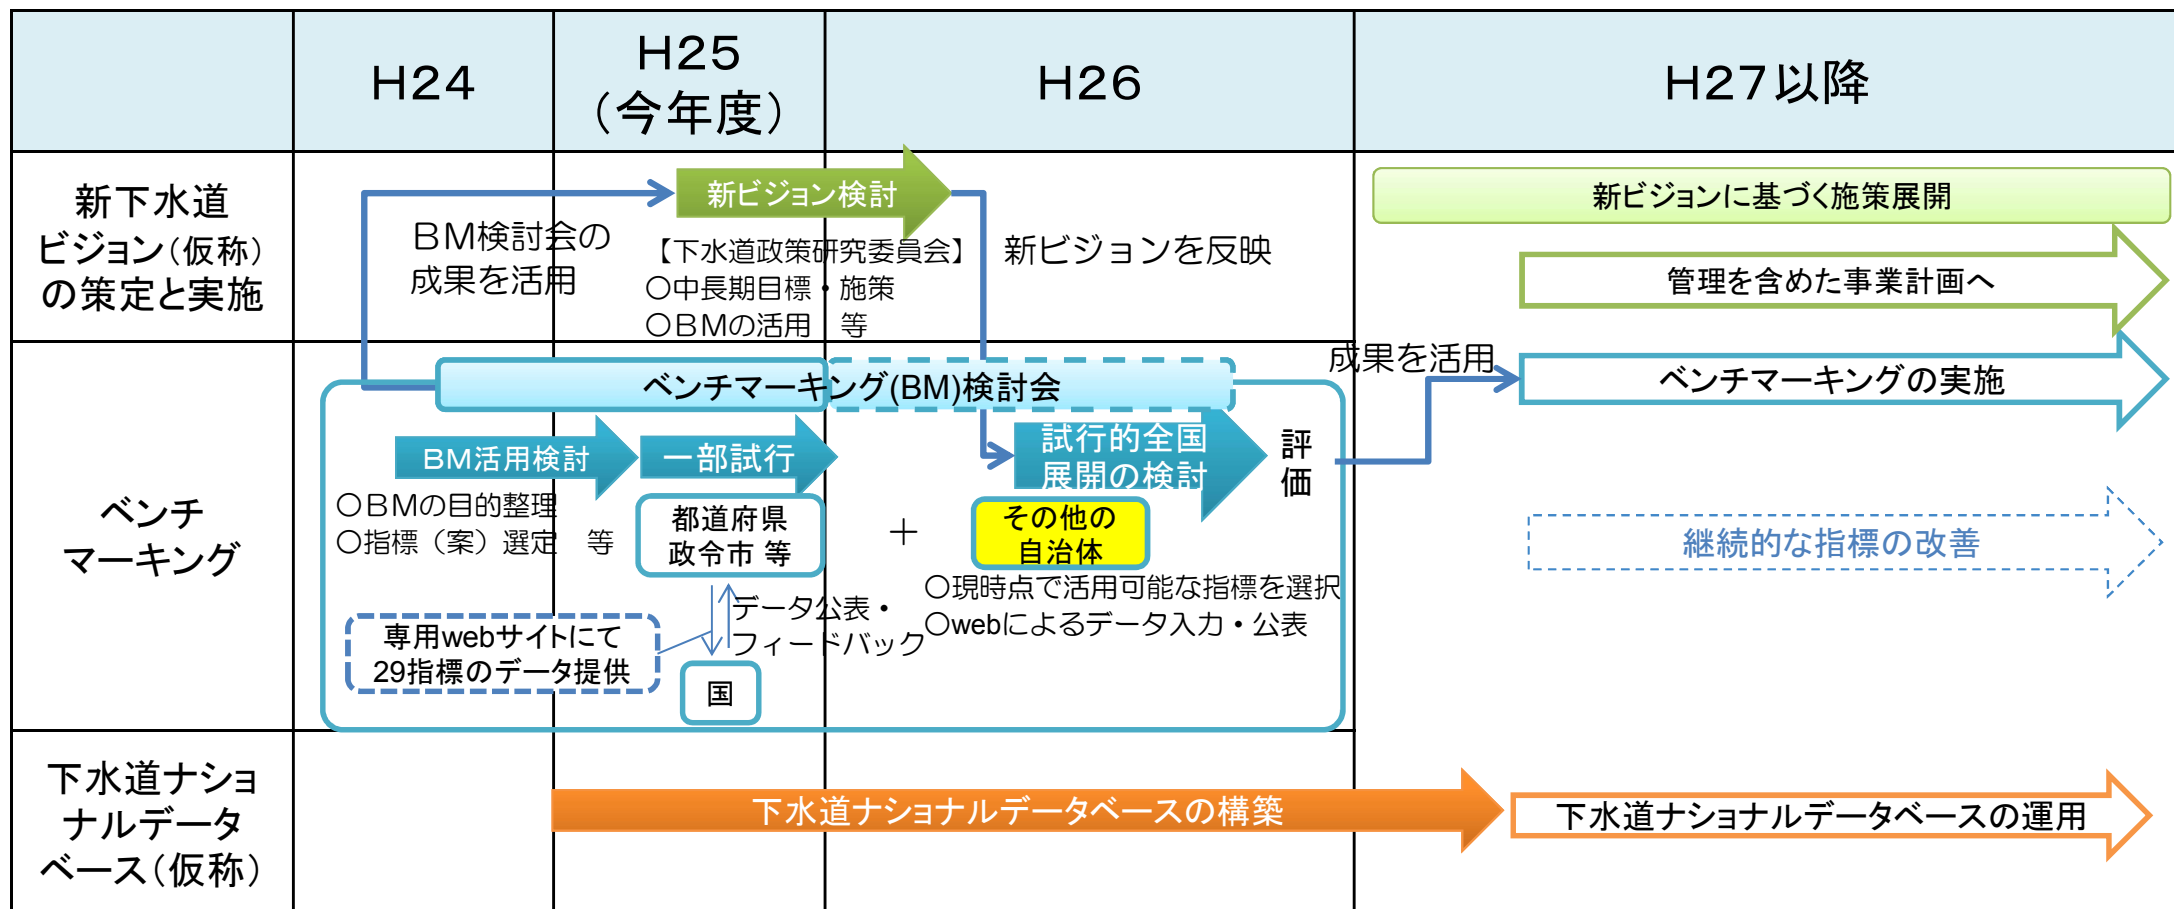 H24
H25
（今年度）
H26
H27以降
新下水道
ビジョン（仮称）
の策定と実施
BM検討会の
成果を活用
新ビジョン検討
【下水道政策研究委員会】
○中長期目標・施策
○BMの活用　等
新ビジョンを反映
新ビジョンに基づく施策展開
管理を含めた事業計画へ
ベンチ
マーキング
ベンチマーキング(BM)検討会
BM活用検討
○BMの目的整理
○指標（案）選定　等
一部試行
都道府県
政令市 等
＋
試行的全国
展開の検討
その他の
自治体
○現時点で活用可能な指標を選択
○webによるデータ入力・公表
評
価
専用webサイトにて
29指標のデータ提供
データ公表・
フィードバック
国
成果を活用
ベンチマーキングの実施
継続的な指標の改善
下水道ナショ
ナルデータ
ベース（仮称）
下水道ナショナルデータベースの構築
下水道ナショナルデータベースの運用